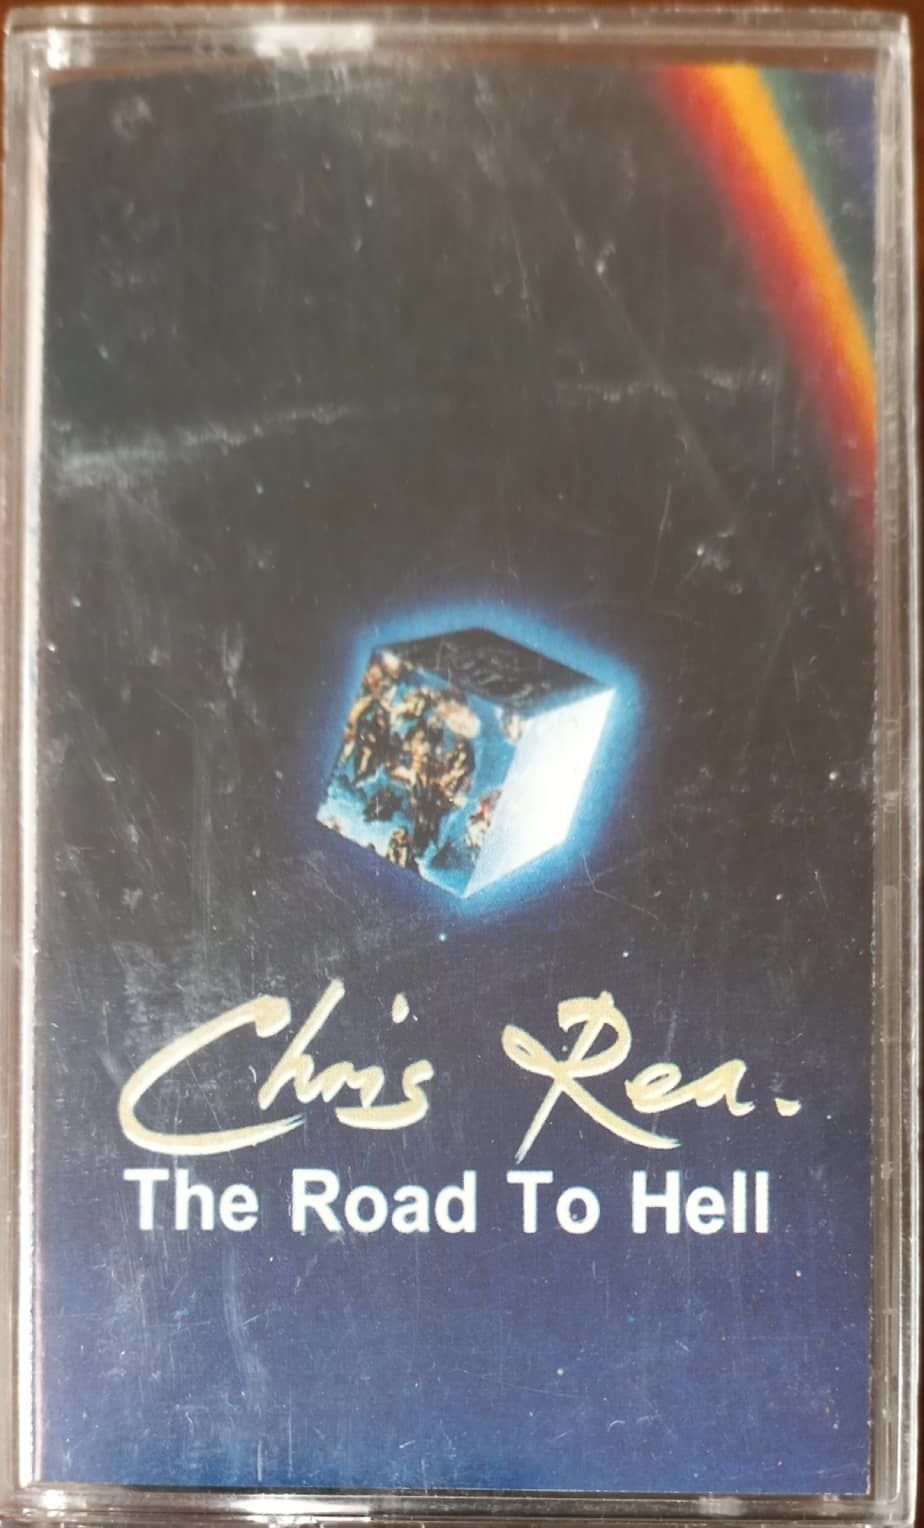 Chris Rea.
The Road To Hell